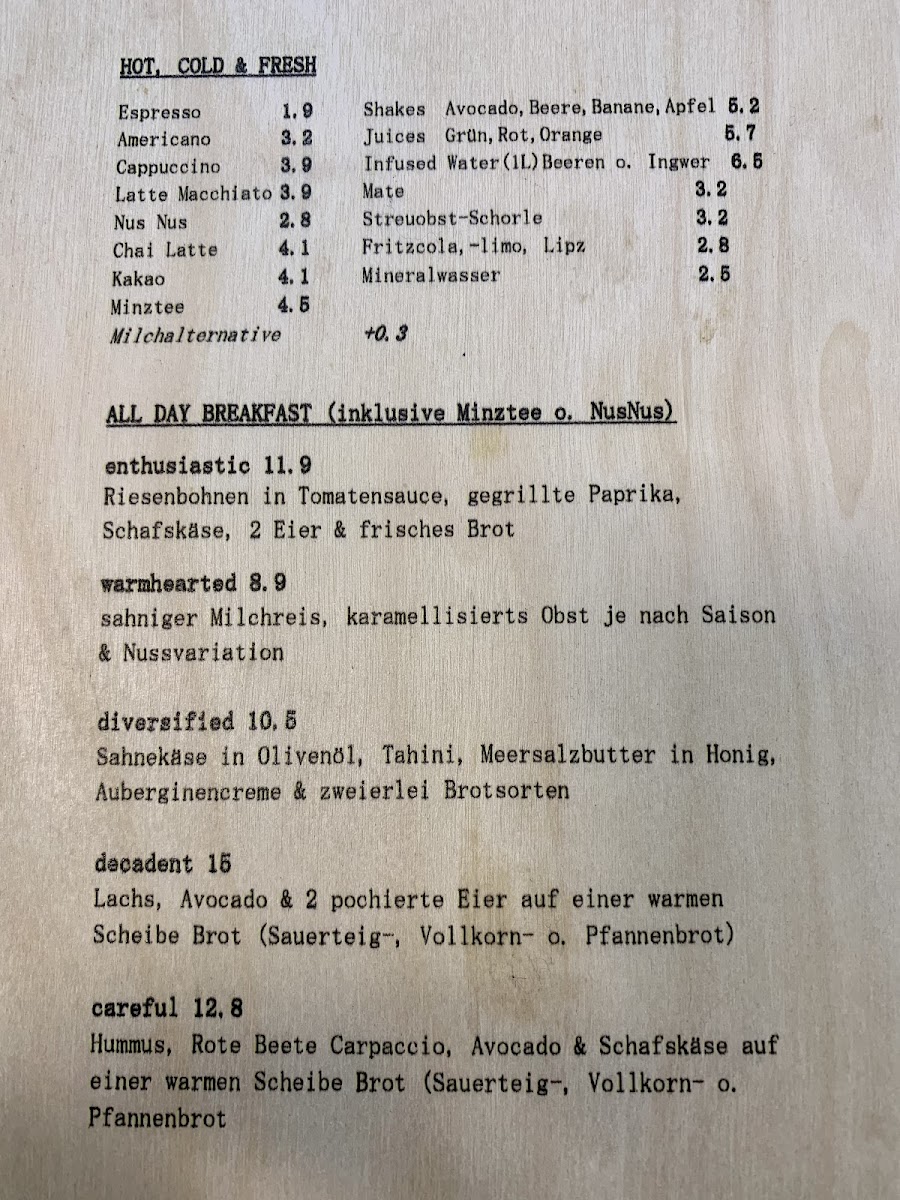 HOT, COLD & FRESH
Espresso 1.9 Shakes Avocado, Beere, Banane, Apfel 5.2
Americano 3.2 Juices Grün, Rot, Orange 5.7
Cappuccino 3.9 Infused Water(1L)Beeren o. Ingwer 6.5
Latte Macchiato 3.9 Mate 3.2
Nus Nus 2.8 Streuobst-Schorle 3.2
Chai Latte 4.1 Fritzcola,-limo, Lipz 2.8
Kakao 4.1 Mineralwasser 2.5
Minztee 4.5
Milchalternative +0.3
ALL DAY BREAKFAST (inklusive Minztee o. NusNus)
enthusiastic 11.9
Riesenbohnen in Tomatensauce, gegrillte Paprika,
Schafskäse, 2 Eier & frisches Brot
warmhearted 8.9
sahniger Milchreis, karamellisierts Obst je nach Saison
& Nussvariation
diversified 10.5
Sahnekäse in Olivenöl, Tahini, Meersalzbutter in Honig,
Auberginencreme & zweierlei Brotsorten
decadent 15
Lachs, Avocado & 2 pochierte Eier auf einer warmen
Scheibe Brot (Sauerteig-, Vollkorn- o. Pfannenbrot)
careful 12,8
Hummus, Rote Beete Carpaccio, Avocado & Schafskäse auf
einer warmen Scheibe Brot (Sauerteig-, Vollkorn- o.
Pfannenbrot